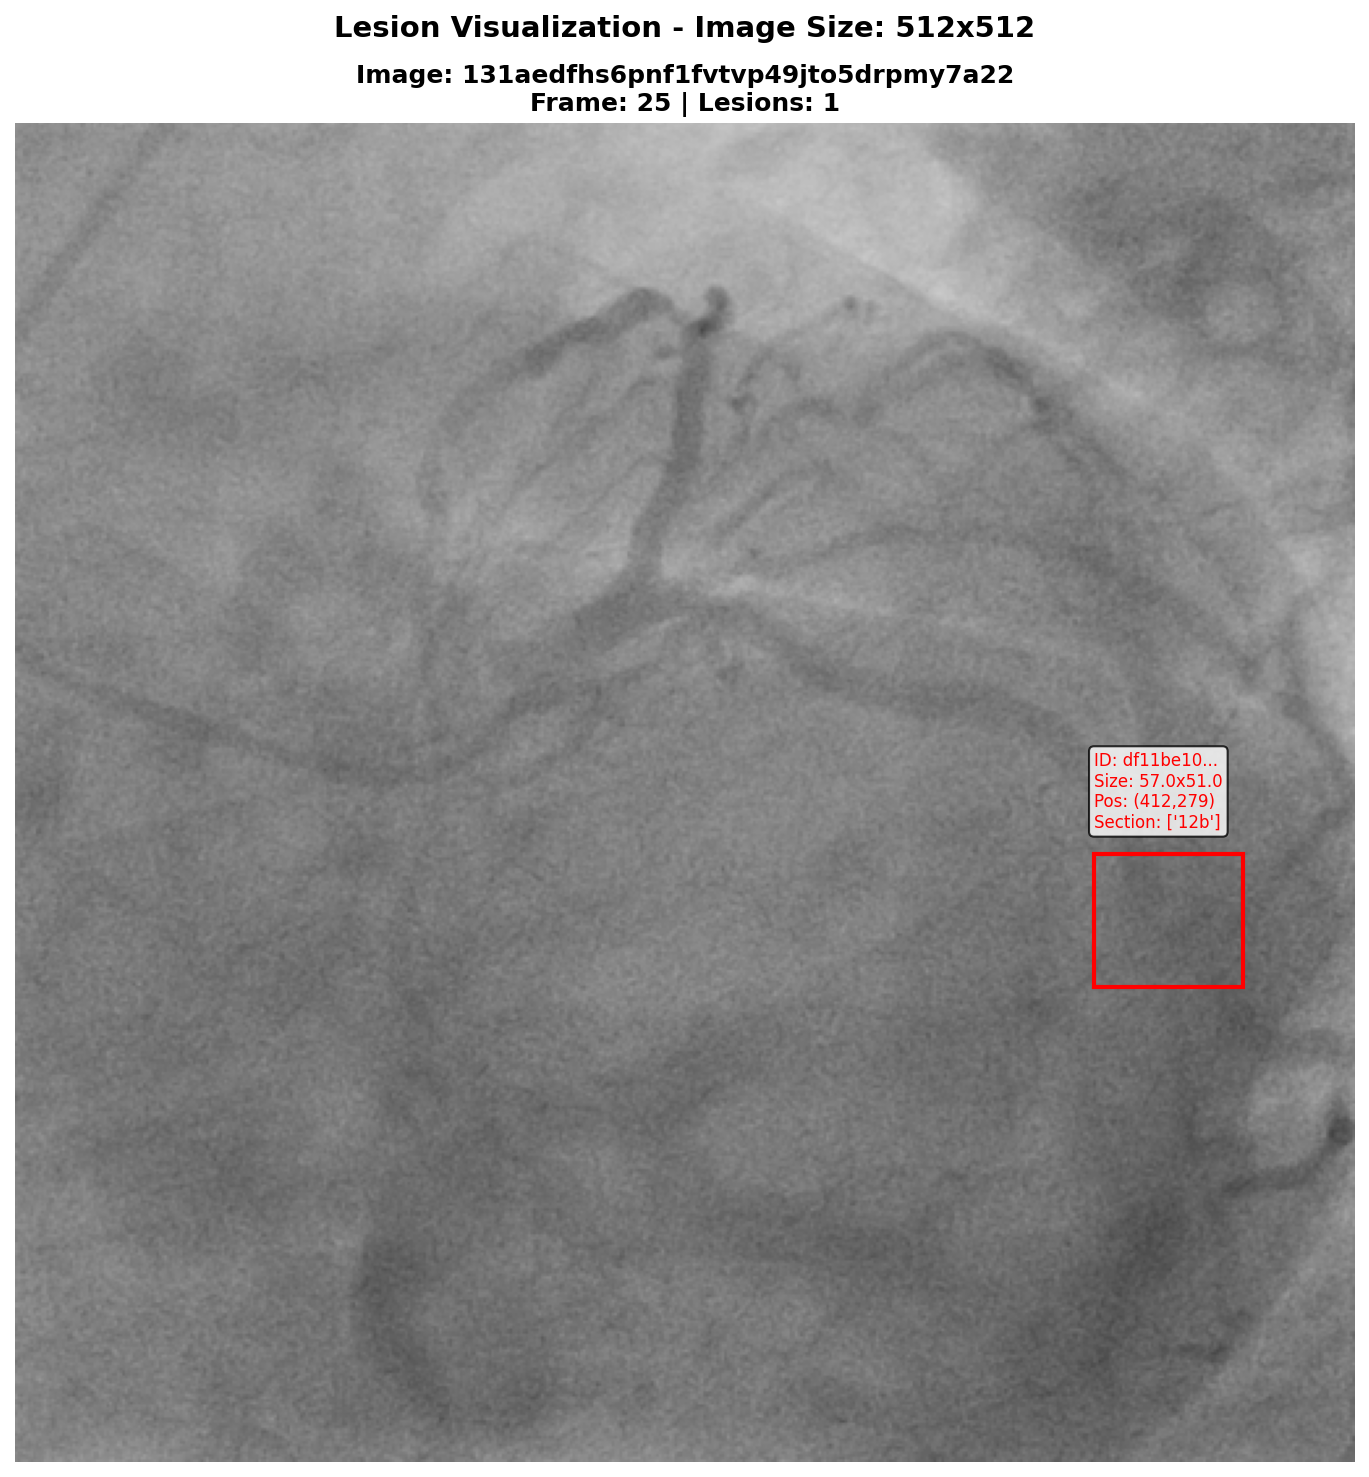 Lesion Visualization - Image Size: 512x512
Image: 131aedfhs6pnf1fvtvp49jto5drpmy7a22
Frame: 25 | Lesions: 1
ID: df11be10...
Size: 57.0x51.0
Pos: (412,279)
Section: ['12b']